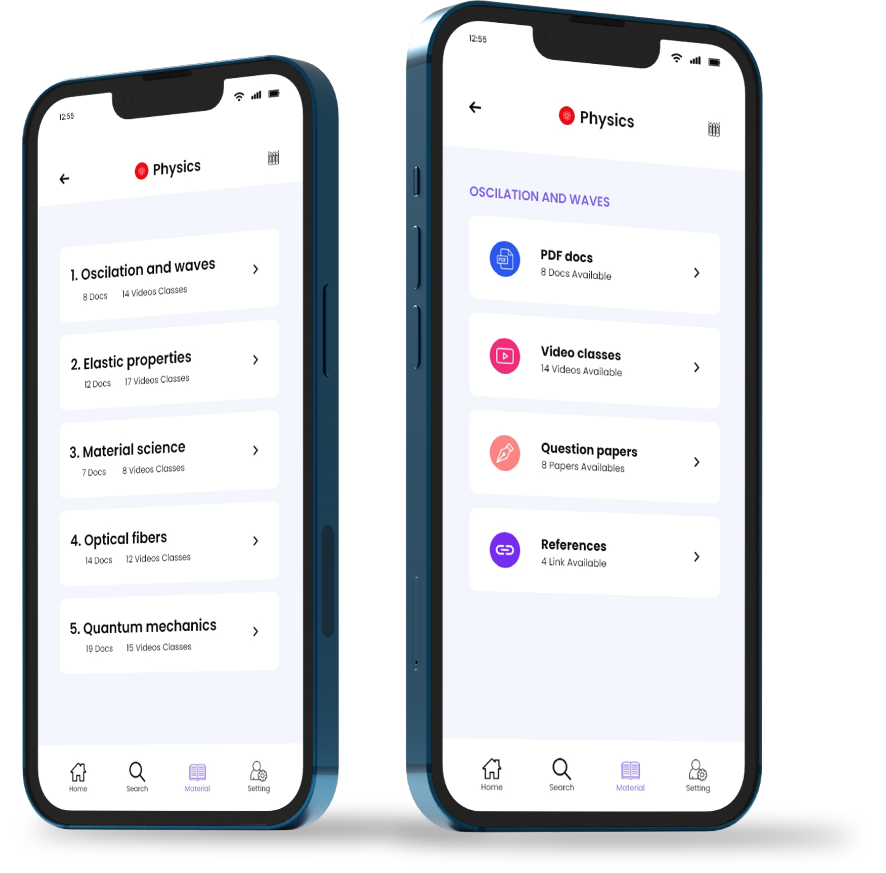 12:55
Physics
1. Oscilation and waves
8 Docs 14 Videos Classes
2. Elastic properties
12 Docs 17 Videos Classes
3. Material science
7 Docs 8 Videos Classes
4. Optical fibers
14 Docs 12 Videos Classes
5. Quantum mechanics
19 Docs 15 Videos Classes
Home Search Material Setting
12:55
Physics
OSCILATION AND WAVES
PDF docs
8 Docs Available
PDF
Video classes
14 Videos Available
Question papers
8 Papers Availables
References
4 Link Available
Home Search Material Setting